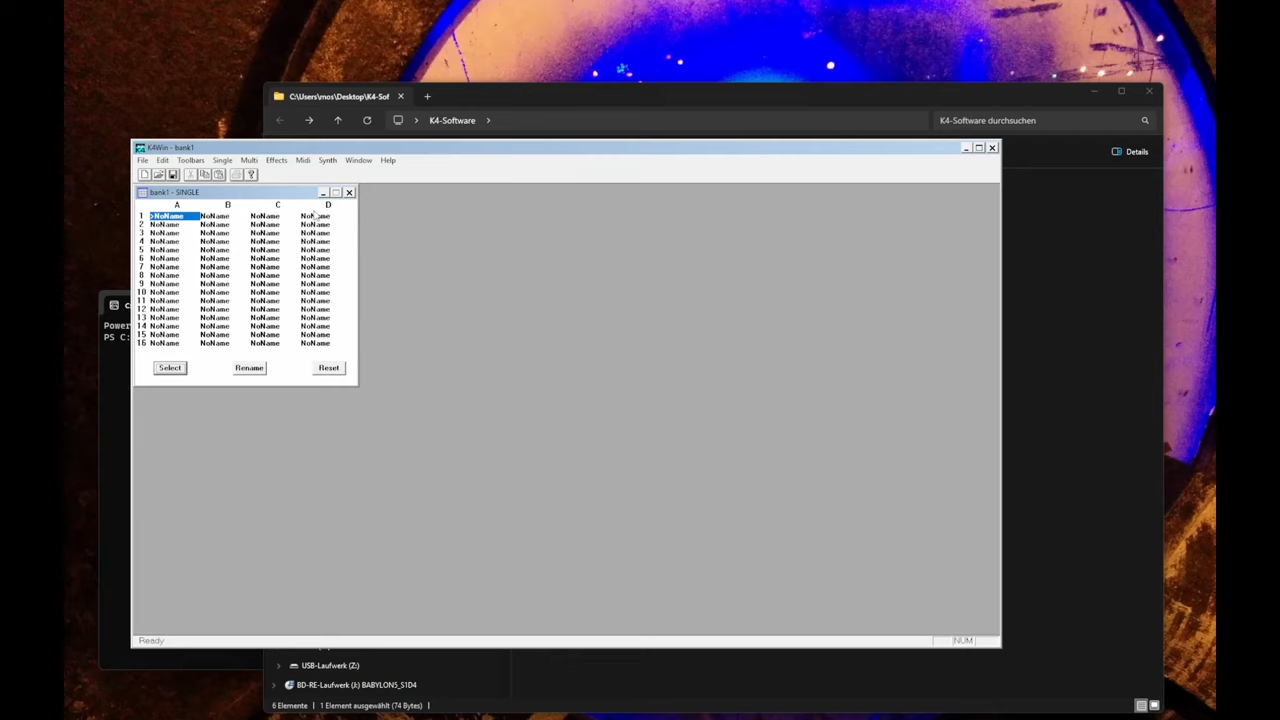 C:\Users\mos\Desktop\K4-Sof
K4-Software
K4-Software durchsuchen
K4Win - bank1
File Edit Toolbars Single Multi Effects Midi Synth Window Help
Details
bank1 - SINGLE
A B C D
1 >NoName NoName NoName NoName
2 NoName NoName NoName NoName
3 NoName NoName NoName NoName
4 NoName NoName NoName NoName
5 NoName NoName NoName NoName
6 NoName NoName NoName NoName
7 NoName NoName NoName NoName
8 NoName NoName NoName NoName
9 NoName NoName NoName NoName
10 NoName NoName NoName NoName
11 NoName NoName NoName NoName
12 NoName NoName NoName NoName
13 NoName NoName NoName NoName
14 NoName NoName NoName NoName
15 NoName NoName NoName NoName
16 NoName NoName NoName NoName
Power
PS C:
Select Rename Reset
Ready
NUM
USB-Laufwerk (Z:)
BD-RE-Laufwerk (J:) BABYLON5_S1D4
6 Elemente 1 Element ausgewählt (74 Bytes)